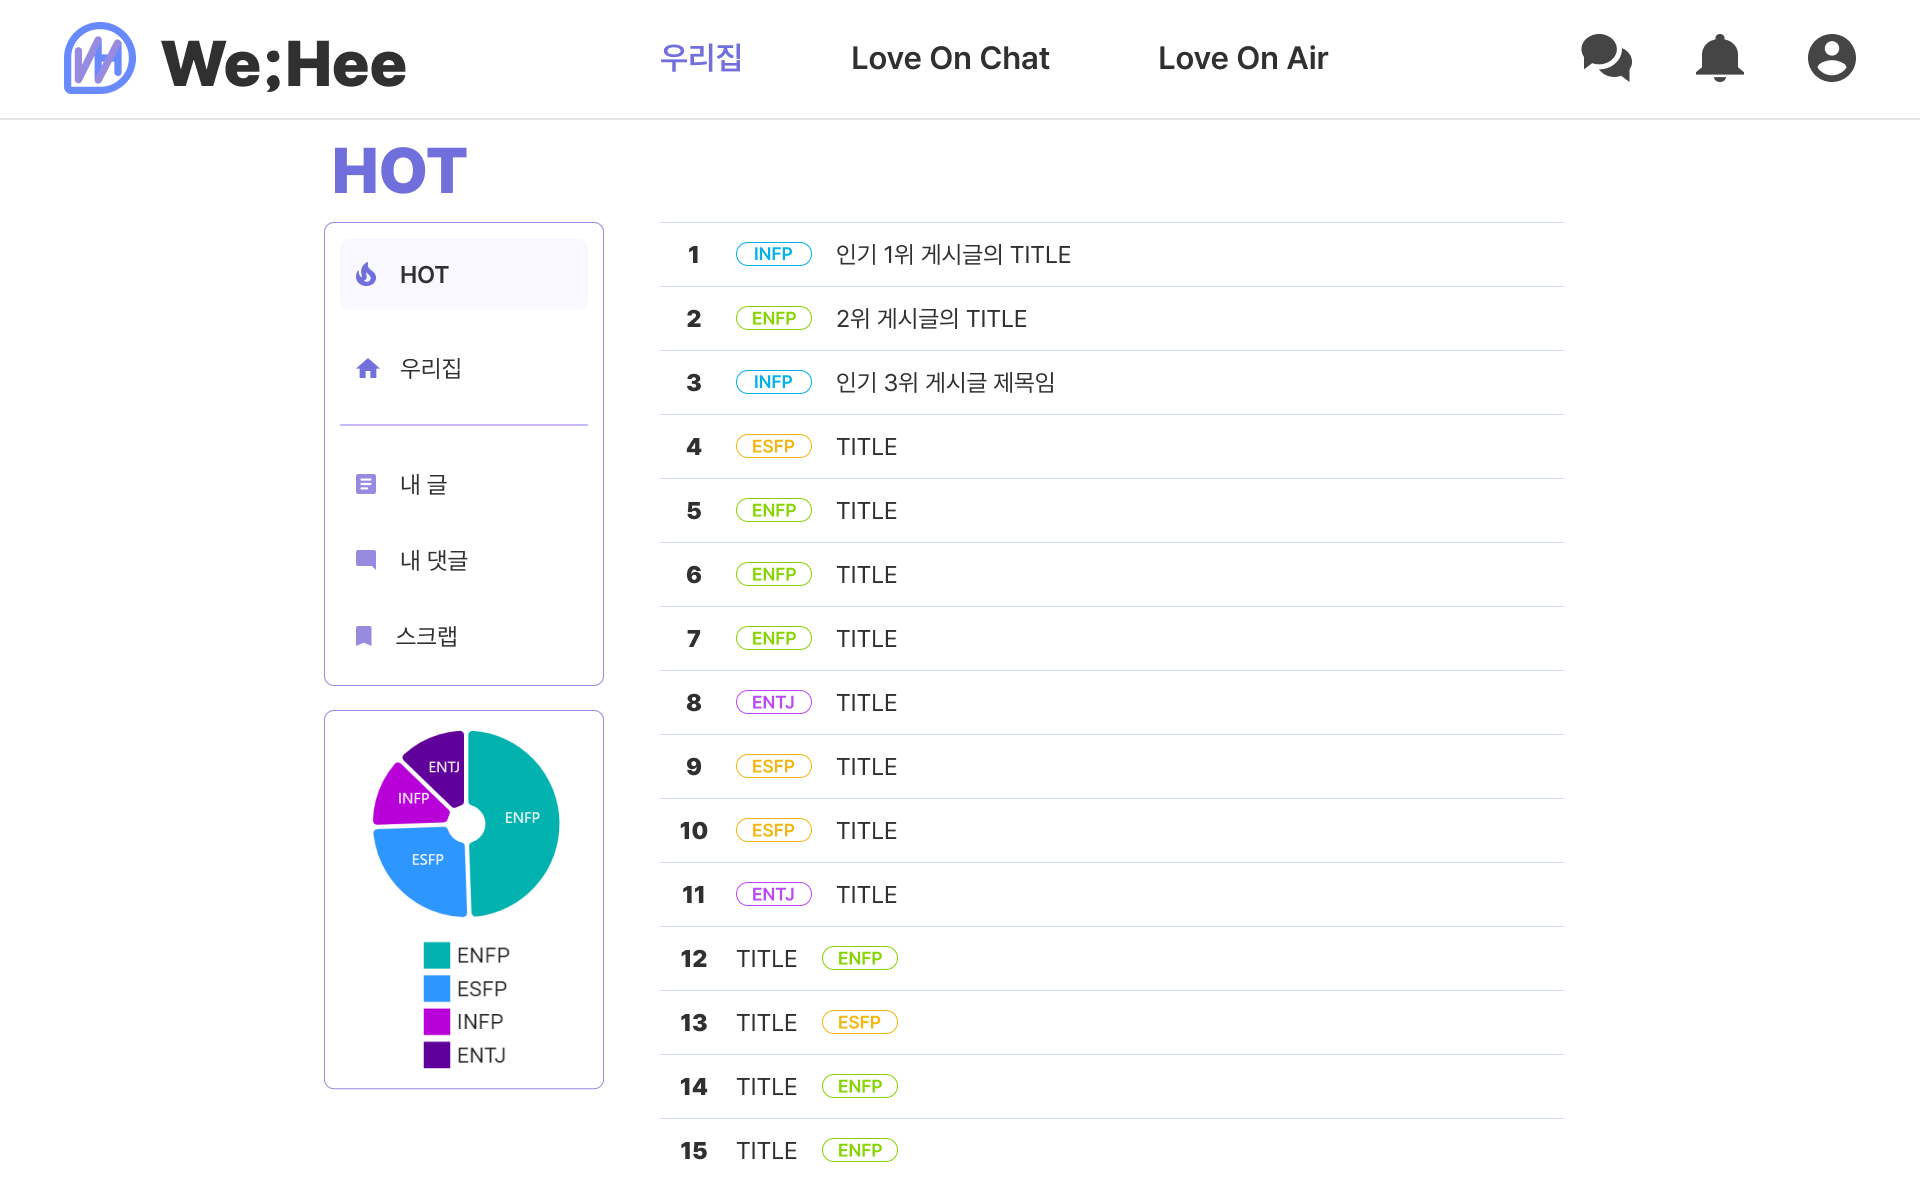 We;Hee
우리집
Love On Chat
Love On Air
HOT
HOT
우리집
내 글
내 댓글
스크랩
ENTJ
INFP
ENFP
ESFP
ENFP
ESFP
INFP
ENTJ
1 INFP 인기 1위 게시글의 TITLE
2 ENFP 2위 게시글의 TITLE
3 INFP 인기 3위 게시글 제목임
4 ESFP TITLE
5 ENFP TITLE
6 ENFP TITLE
7 ENFP TITLE
8 ENTJ TITLE
9 ESFP TITLE
10 ESFP TITLE
11 ENTJ TITLE
12 TITLE ENFP
13 TITLE ESFP
14 TITLE ENFP
15 TITLE ENFP